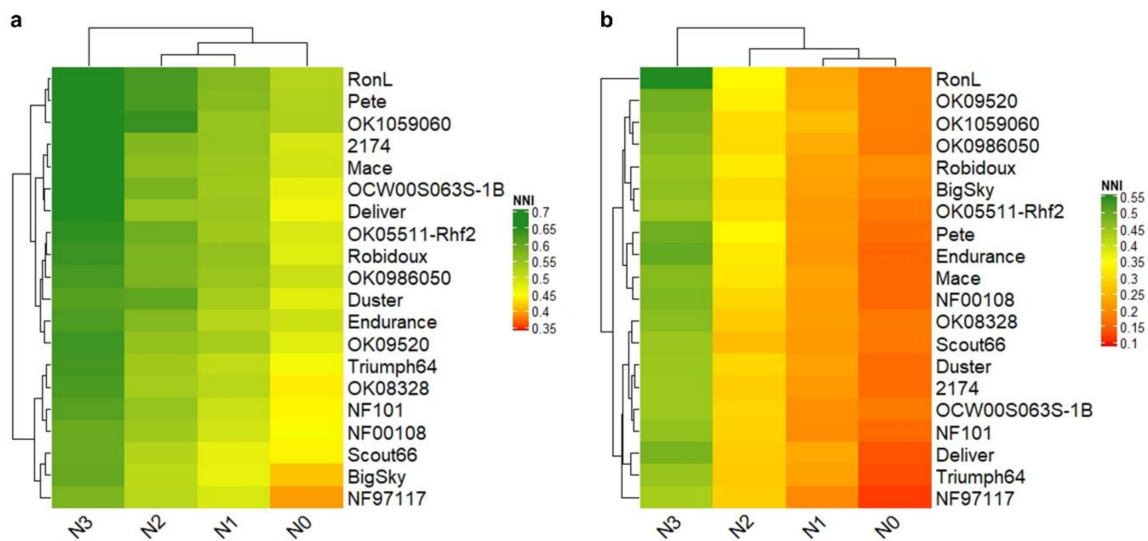 a
RonL
Pete
OK1059060
2174
Mace
OCW00S063S-1B
Deliver
OK05511-Rhf2
Robidoux
OK0986050
Duster
Endurance
OK09520
Triumph64
OK08328
NF101
NF00108
Scout66
BigSky
NF97117
N3 N2 N1 N0
NNI
0.7
0.65
0.6
0.55
0.5
0.45
0.4
0.35
b
RonL
OK09520
OK1059060
OK0986050
Robidoux
BigSky
OK05511-Rhf2
Pete
Endurance
Mace
NF00108
OK08328
Scout66
Duster
2174
OCW00S063S-1B
NF101
Deliver
Triumph64
NF97117
N3 N2 N1 N0
NNI
0.55
0.5
0.45
0.4
0.35
0.3
0.25
0.2
0.15
0.1